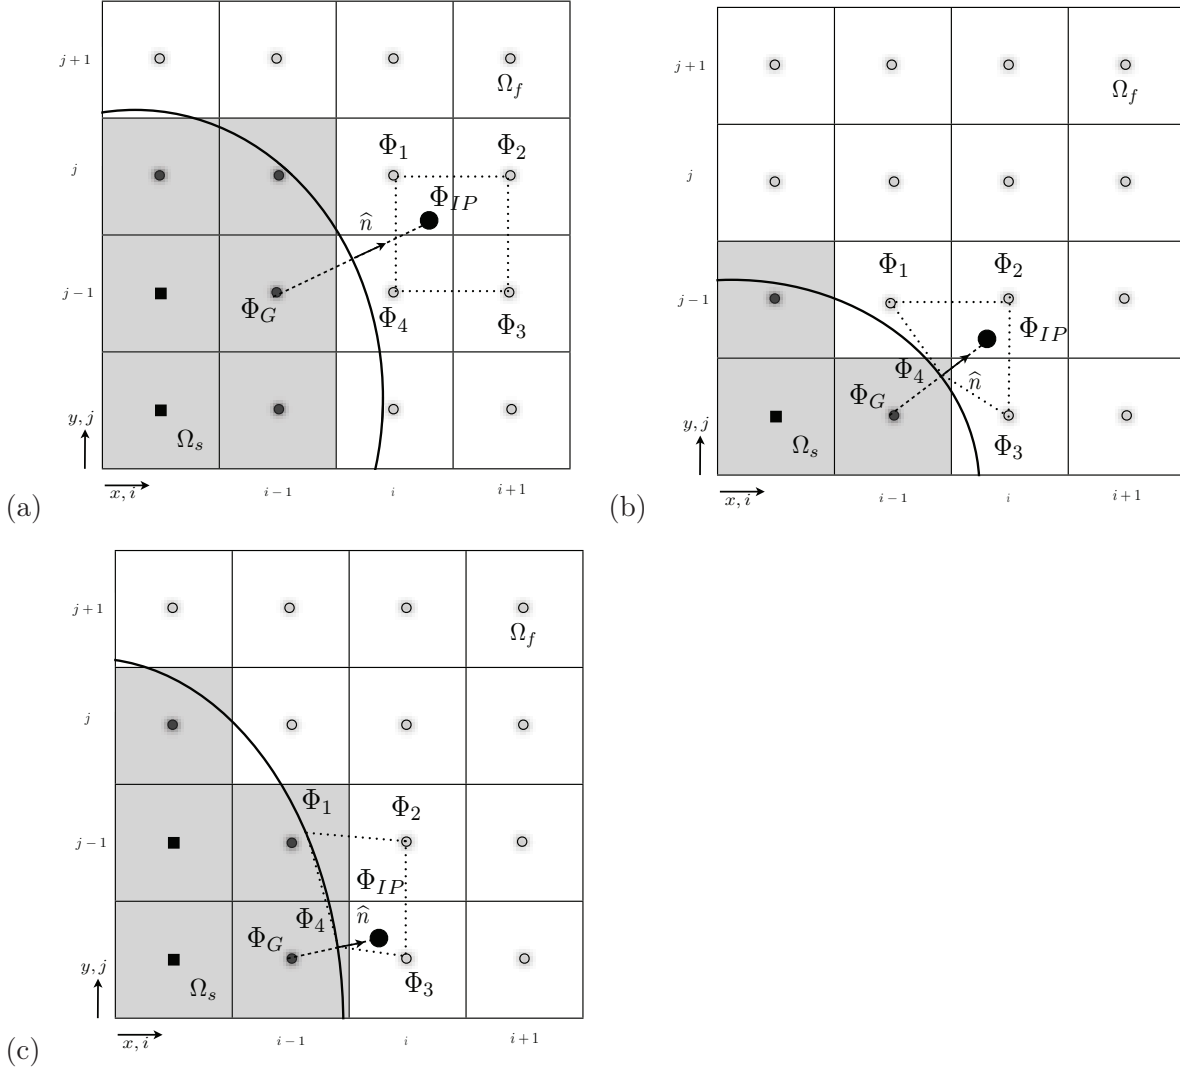 j+1
Ω_f
Φ_1 Φ_2
j
Φ_IP
n̂
j−1
Φ_G Φ_4 Φ_3
y, j
Ω_s
(a)
x, i i−1 i i+1
j+1
Ω_f
j
Φ_1 Φ_2
j−1
Φ_IP
Φ_4
n̂
Φ_G
y, j
Ω_s Φ_3
(b)
x, i i−1 i i+1
j+1
Ω_f
j
Φ_1 Φ_2
j−1
Φ_IP
Φ_4 n̂
Φ_G
y, j
Ω_s Φ_3
(c)
x, i i−1 i i+1